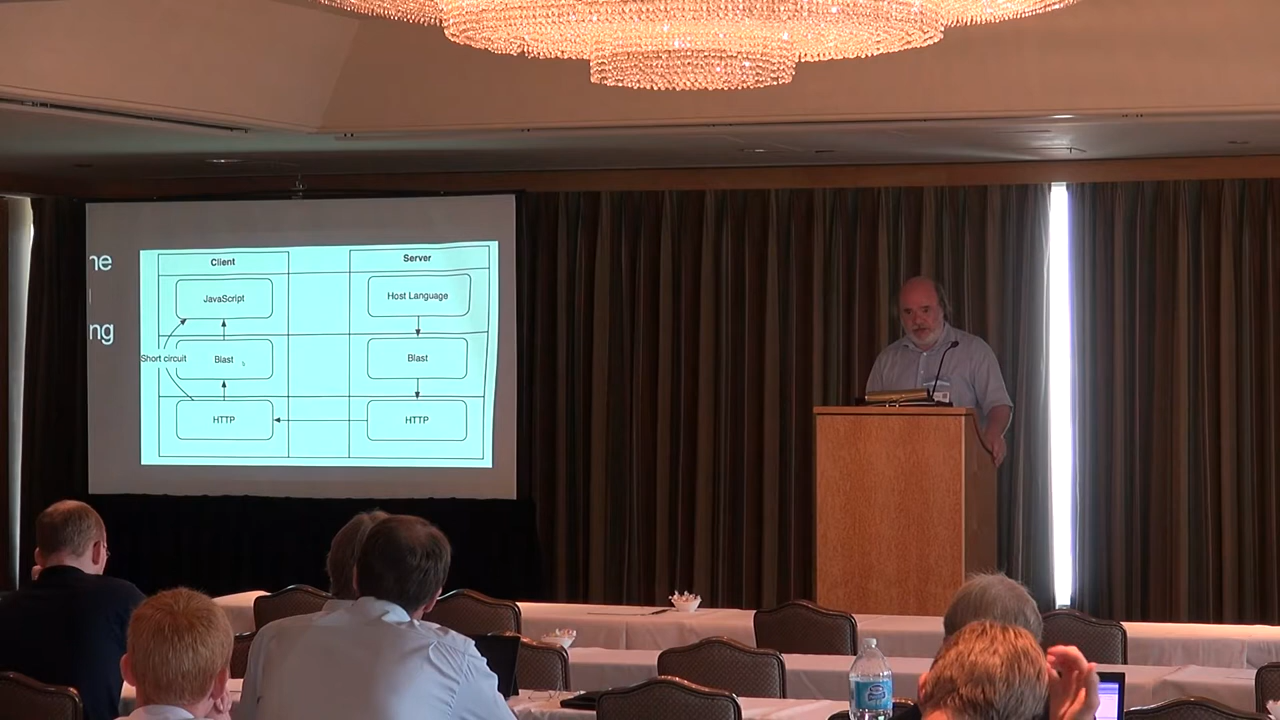 ne
ng
Client
Server
JavaScript
Host Language
Short circuit
Blast
Blast
HTTP
HTTP